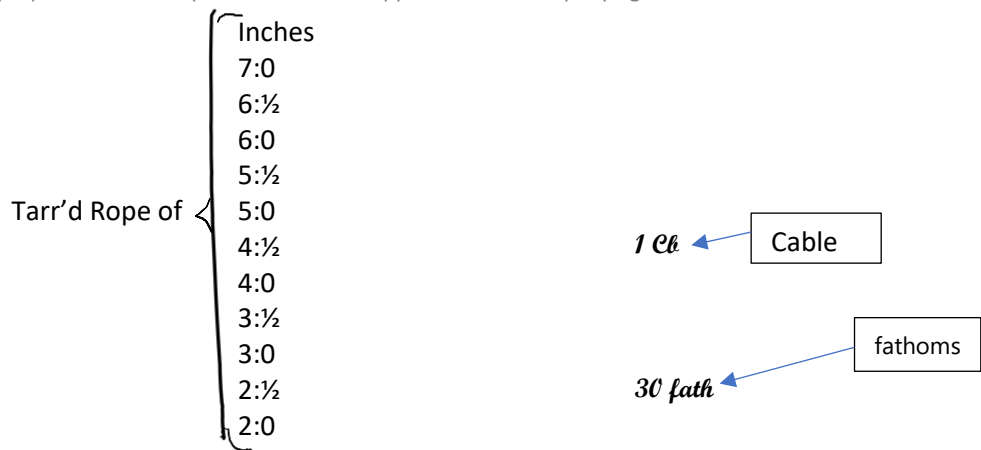 Inches
7:0
6:½
6:0
5:½
Tarr'd Rope of 5:0
4:½ 1 Cb Cable
4:0
3:½
3:0 fathoms
2:½ 30 fath
2:0